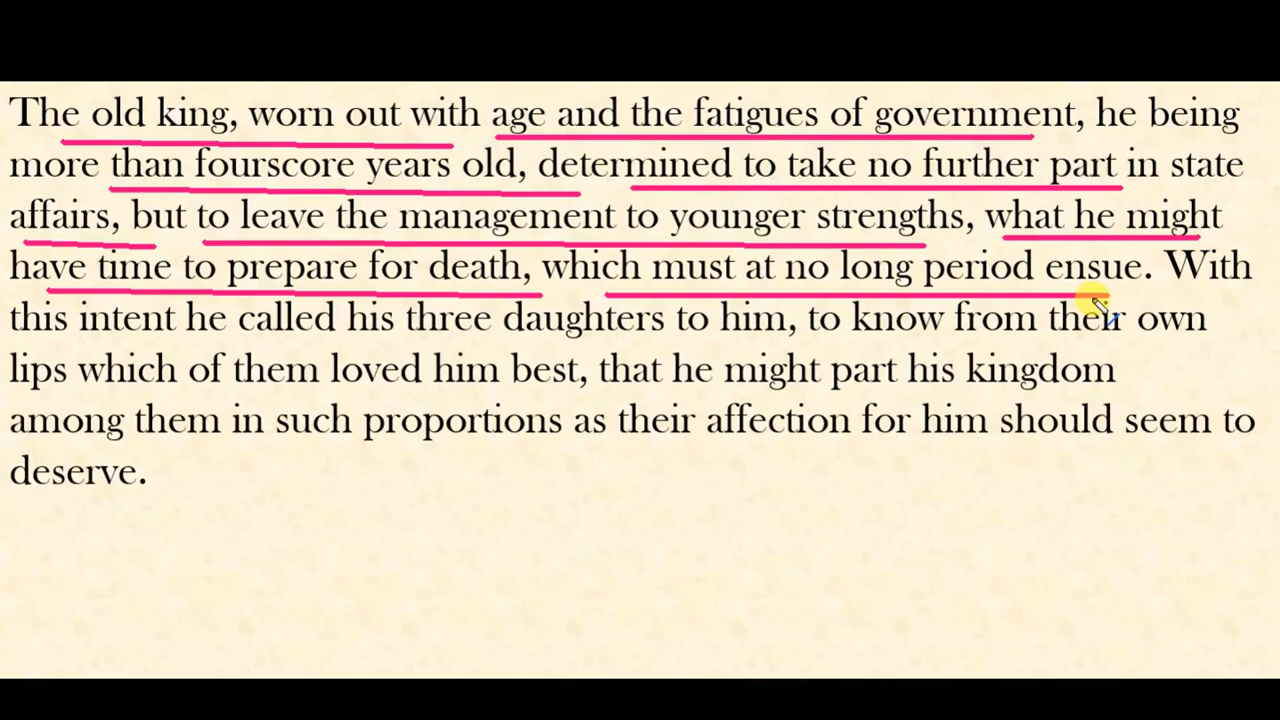 The old king, worn out with age and the fatigues of government, he being
more than fourscore years old, determined to take no further part in state
affairs, but to leave the management to younger strengths, what he might
have time to prepare for death, which must at no long period ensue. With
this intent he called his three daughters to him, to know from their own
lips which of them loved him best, that he might part his kingdom
among them in such proportions as their affection for him should seem to
deserve.